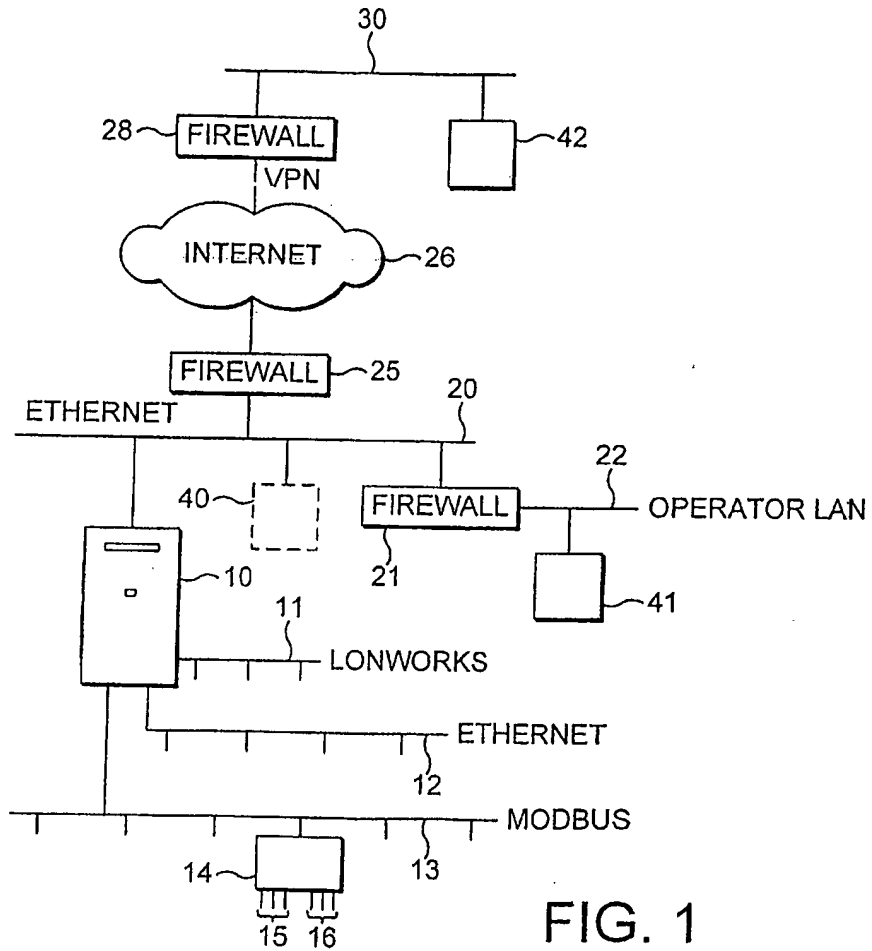 30
28
FIREWALL
42
VPN
INTERNET
26
FIREWALL
25
ETHERNET
20
40
FIREWALL
22
OPERATOR LAN
10
21
41
11
LONWORKS
ETHERNET
12
MODBUS
13
14
15
16
FIG. 1